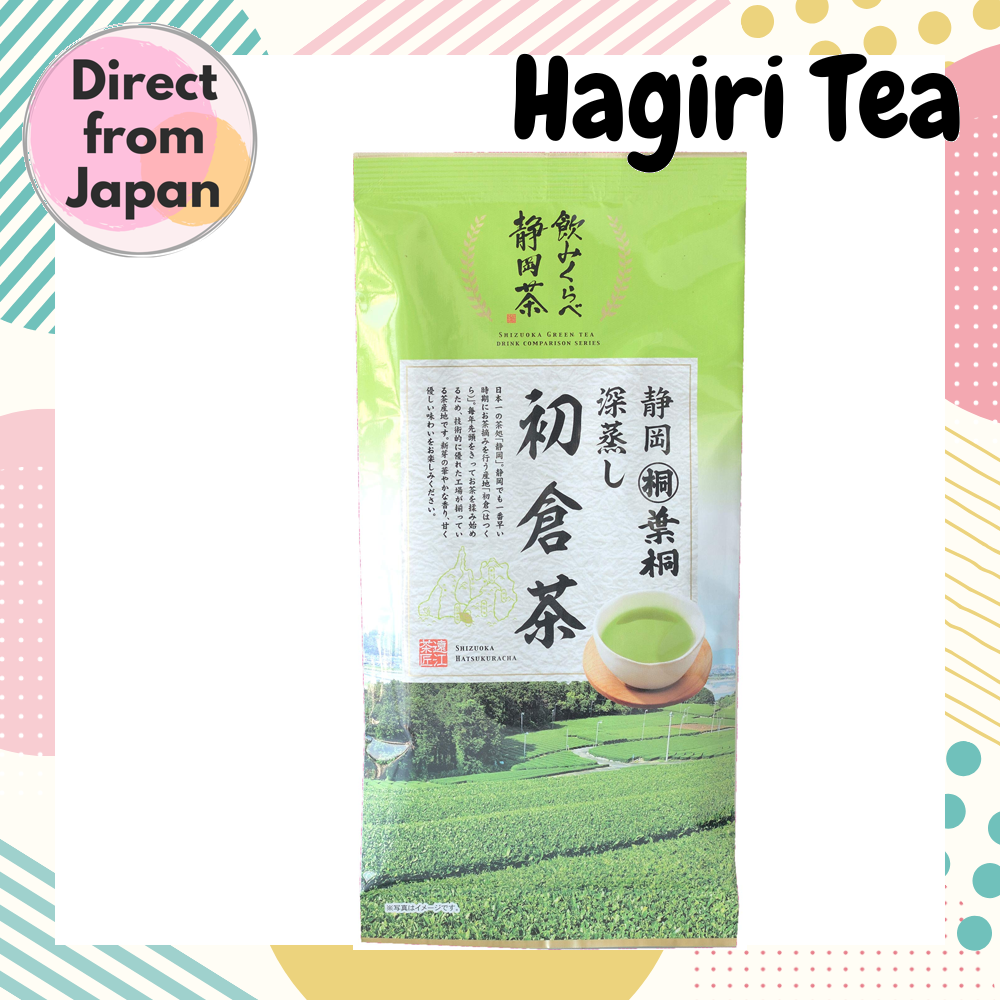 Direct
from
Japan
Hagiri Tea
飲みくらべ
静岡茶
SHIZUOKA GREEN TEA
DRINK COMPARISON SERIES
静岡 桐 葉桐
深蒸し
初倉茶
日本一の茶処「静岡」。静岡でも一番早い
時期にお茶摘みを行う産地「初倉（はつく
ら）」。毎年先頭をきってお茶を揉み始め
るため、技術的に優れた工場が揃ってい
る茶産地です。新芽の華やかな香り、甘く
優しい味わいをお楽しみください。
遠江
茶匠
SHIZUOKA
HATSUKURACHA
※写真はイメージです。